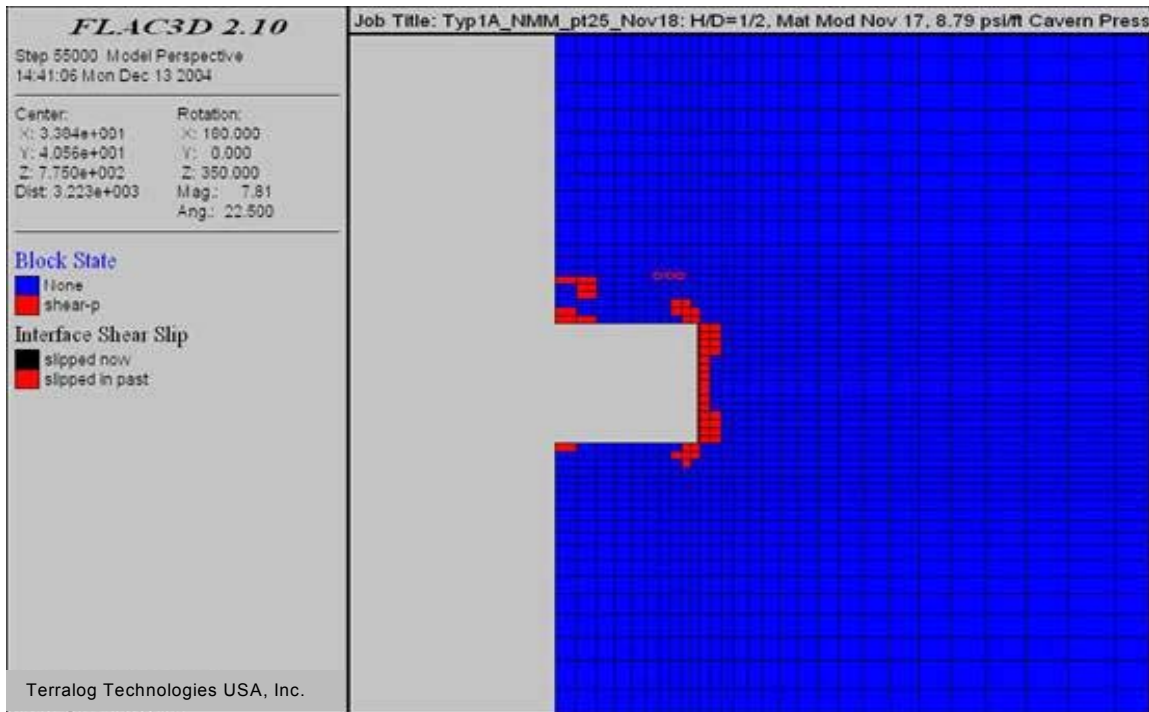 FLAC3D 2.10
Job Title: Typ1A_NMM_pt25_Nov18: H/D=1/2, Mat Mod Nov 17, 8.79 psi/ft Cavern Press
Step 55000 Model Perspective
14:41:06 Mon Dec 13 2004
Center: Rotation:
X: 3.384e+001 X: 180.000
Y: 4.056e+001 Y: 0.000
Z: 7.750e+002 Z: 350.000
Dist: 3.223e+003 Mag.: 7.81
Ang.: 22.500
Block State
None
shear-p
Interface Shear Slip
slipped now
slipped in past
Terralog Technologies USA, Inc.